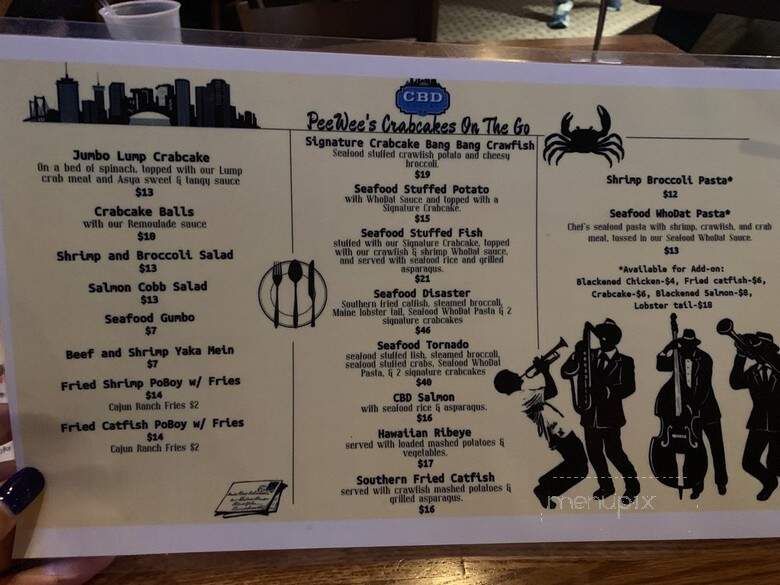 CBD
PeeWee's Crabcakes On The Go
Jumbo Lump Crabcake
On a bed of spinach, topped with our Lump
crab meat and Asya sweet & tangy sauce
$13
Crabcake Balls
with our Remoulade sauce
$10
Shrimp and Broccoli Salad
$13
Salmon Cobb Salad
$13
Seafood Gumbo
$7
Beef and Shrimp Yaka Mein
$7
Fried Shrimp PoBoy w/ Fries
$14
Cajun Ranch Fries $2
Fried Catfish PoBoy w/ Fries
$14
Cajun Ranch Fries $2
Signature Crabcake Bang Bang Crawfish
Seafood stuffed crawfish potato and cheesy
broccoli.
$19
Seafood Stuffed Potato
with WhoDat Sauce and topped with a
Signature Crabcake.
$15
Seafood Stuffed Fish
stuffed with our Signature Crabcake, topped
with our crawfish & shrimp WhoDat sauce,
and served with seafood rice and grilled
asparagus.
$21
Seafood Disaster
Southern fried catfish, steamed broccoli,
Maine lobster tail, Seafood WhoDat Pasta & 2
signature crabcakes
$46
Seafood Tornado
seafood stuffed fish, steamed broccoli,
seafood stuffed crabs, Seafood WhoDat
Pasta, & 2 signature crabcakes
$40
CBD Salmon
with seafood rice & asparagus.
$16
Hawaiian Ribeye
served with loaded mashed potatoes &
vegetables.
$17
Southern Fried Catfish
served with crawfish mashed potatoes &
grilled asparagus.
$16
Shrimp Broccoli Pasta*
$12
Seafood WhoDat Pasta*
Chef's seafood pasta with shrimp, crawfish, and crab
meat, tossed in our Seafood WhoDat Sauce.
$13
*Available for Add-on:
Blackened Chicken-$4, Fried catfish-$6,
Crabcake-$6, Blackened Salmon-$8,
Lobster tail-$18
menupix